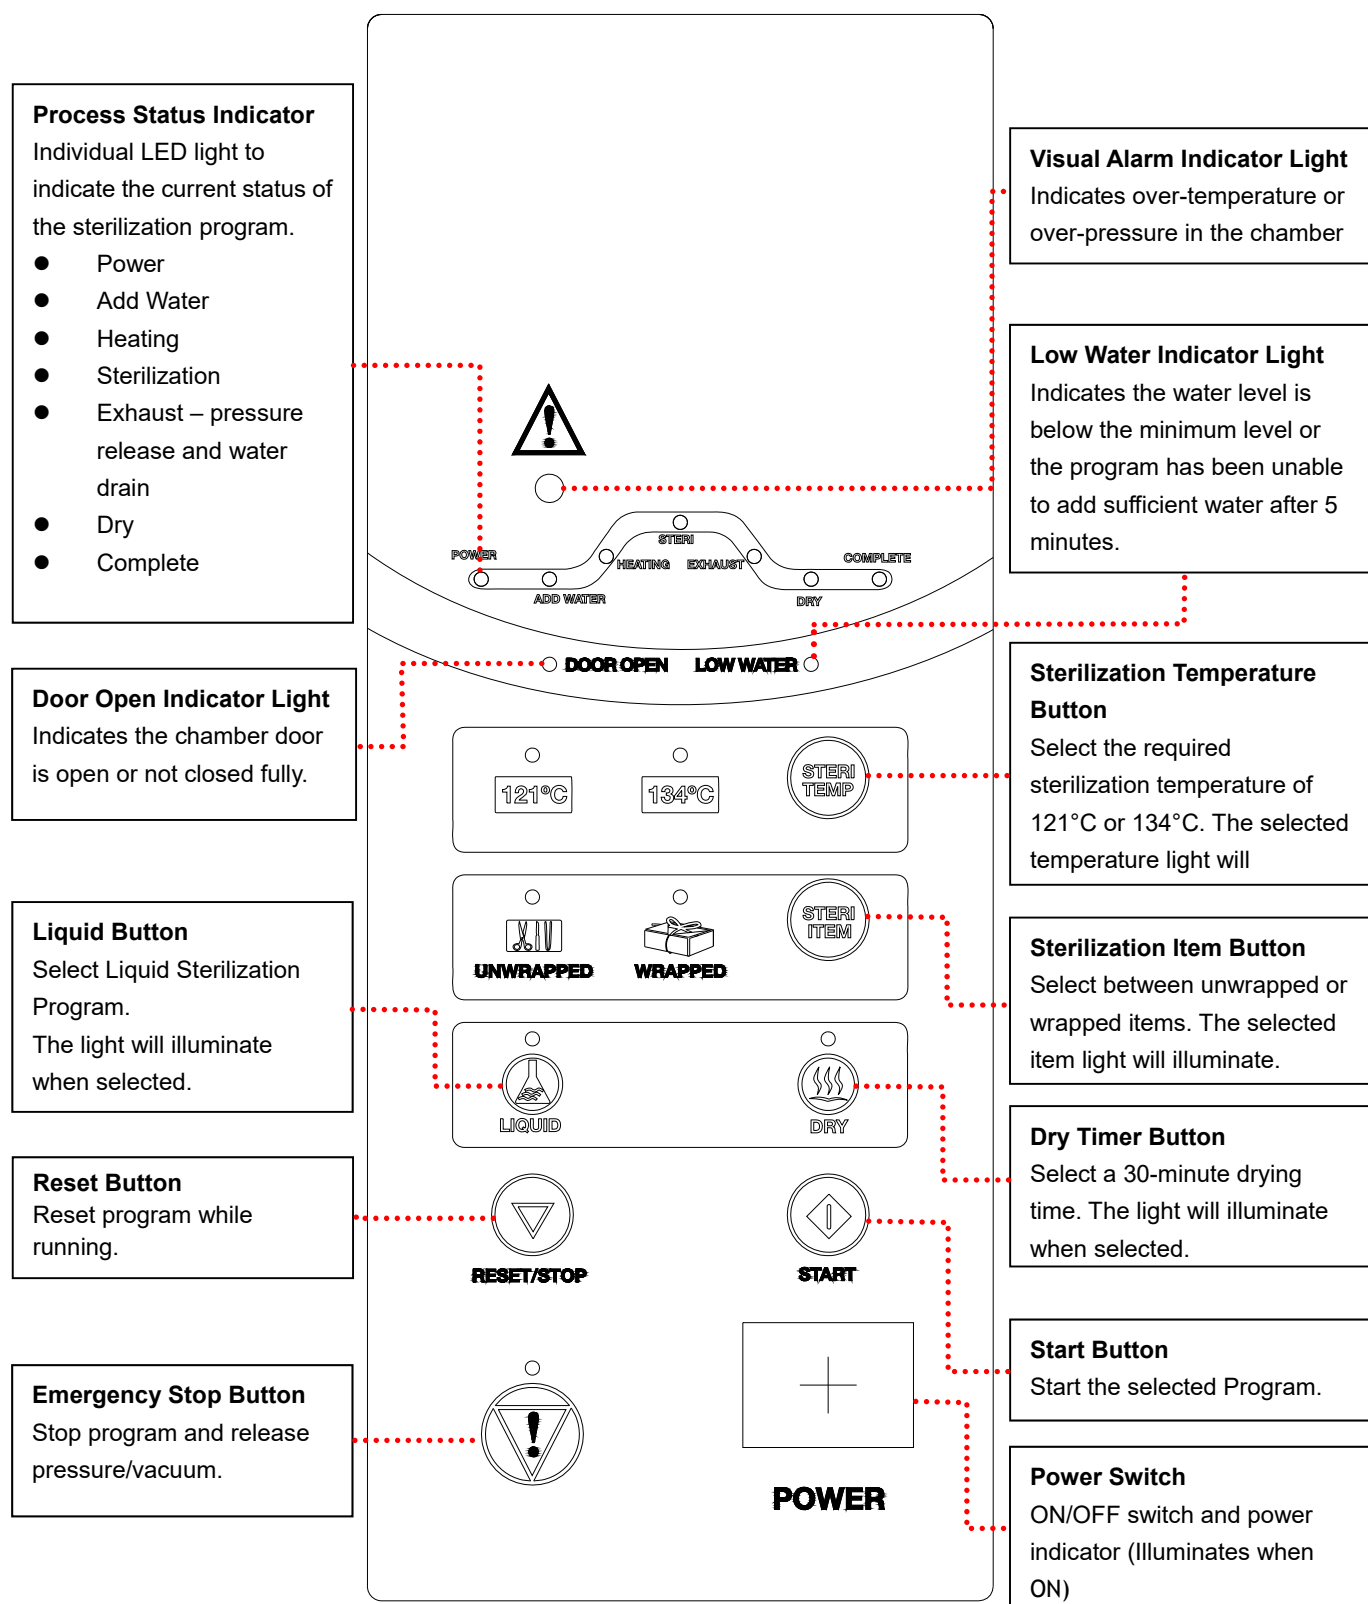 Process Status Indicator
Individual LED light to
indicate the current status of
the sterilization program.
● Power
● Add Water
● Heating
● Sterilization
● Exhaust – pressure
release and water
drain
● Dry
● Complete
Door Open Indicator Light
Indicates the chamber door
is open or not closed fully.
Liquid Button
Select Liquid Sterilization
Program.
The light will illuminate
when selected.
Reset Button
Reset program while
running.
Emergency Stop Button
Stop program and release
pressure/vacuum.
POWER
ADD WATER
HEATING
STERI
EXHAUST
DRY
COMPLETE
DOOR OPEN
LOW WATER
121°C
134°C
STERI
TEMP
UNWRAPPED
WRAPPED
STERI
ITEM
LIQUID
DRY
RESET/STOP
START
POWER
Visual Alarm Indicator Light
Indicates over-temperature or
over-pressure in the chamber
Low Water Indicator Light
Indicates the water level is
below the minimum level or
the program has been unable
to add sufficient water after 5
minutes.
Sterilization Temperature
Button
Select the required
sterilization temperature of
121°C or 134°C. The selected
temperature light will
Sterilization Item Button
Select between unwrapped or
wrapped items. The selected
item light will illuminate.
Dry Timer Button
Select a 30-minute drying
time. The light will illuminate
when selected.
Start Button
Start the selected Program.
Power Switch
ON/OFF switch and power
indicator (Illuminates when
ON)